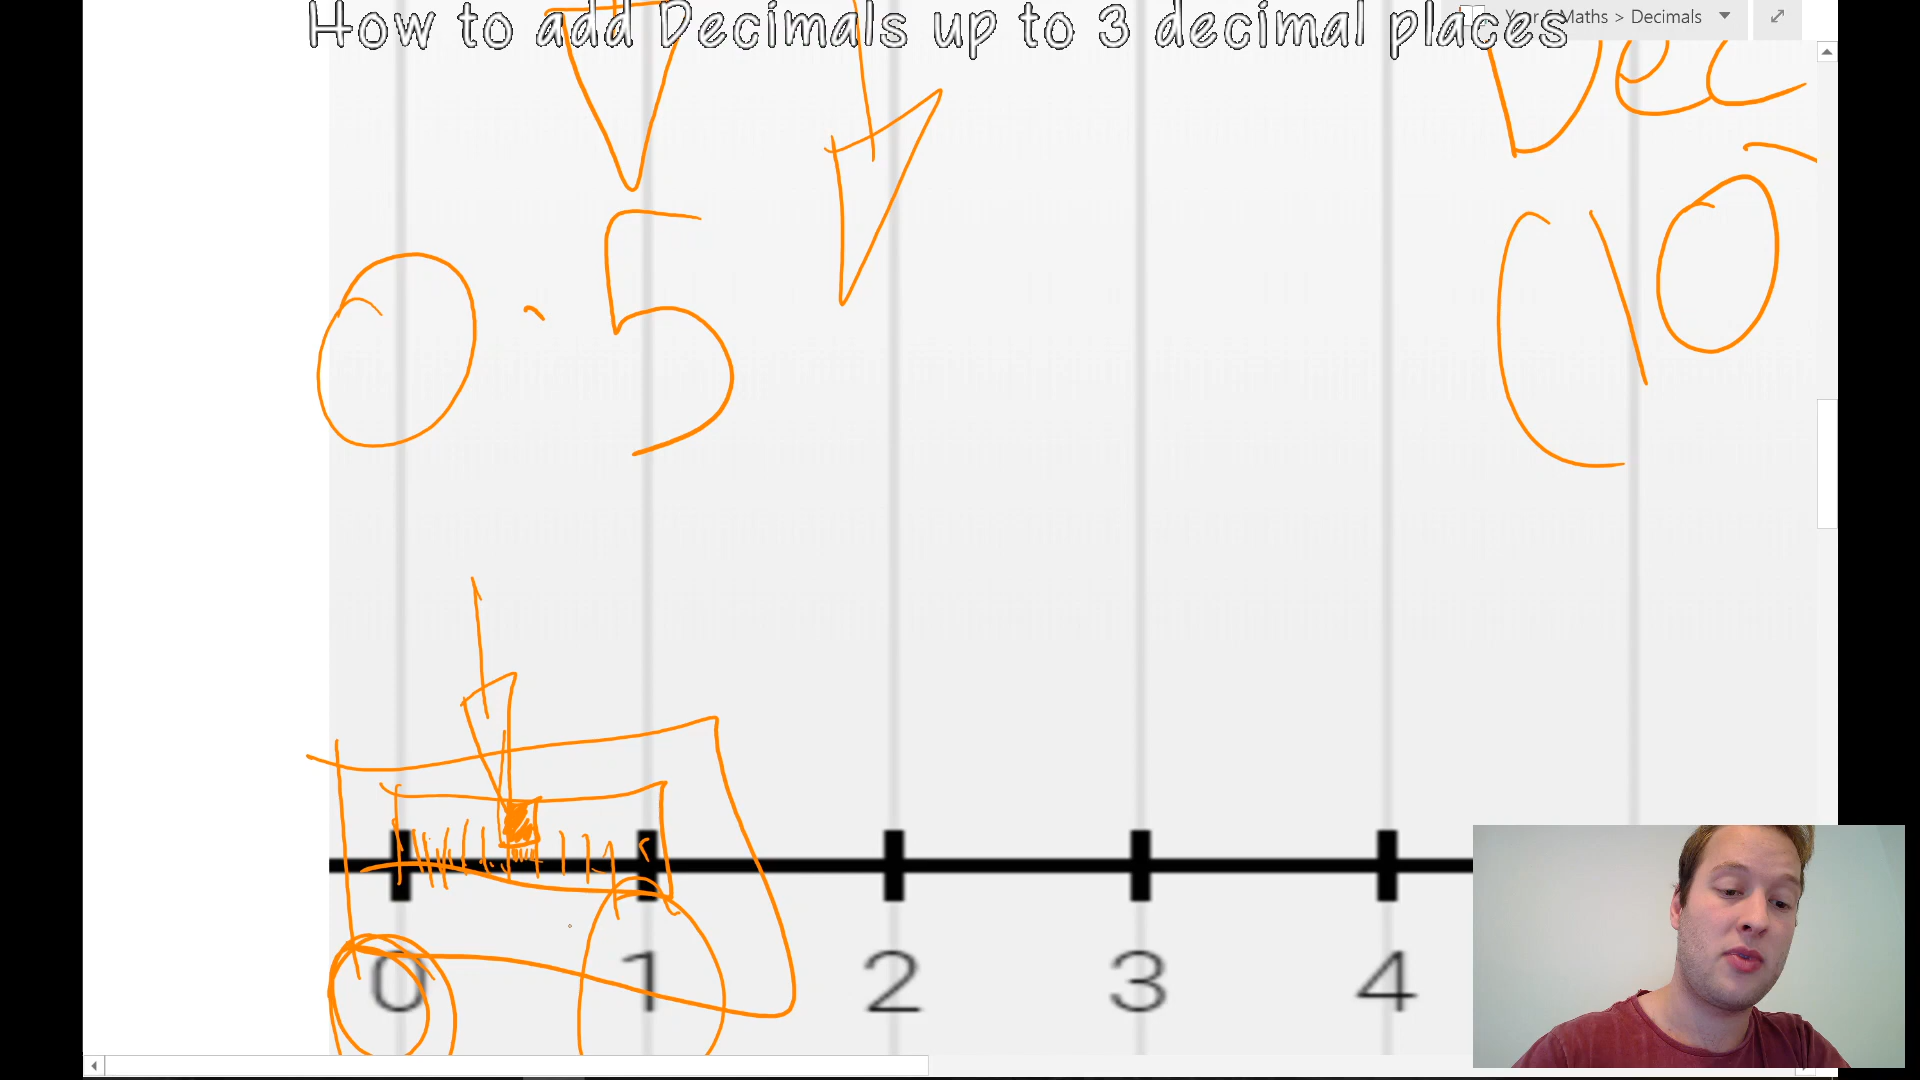 How to add Decimals up to 3 decimal places
Year 6 Maths > Decimals
Dec
10
0.5
0 1 2 3 4